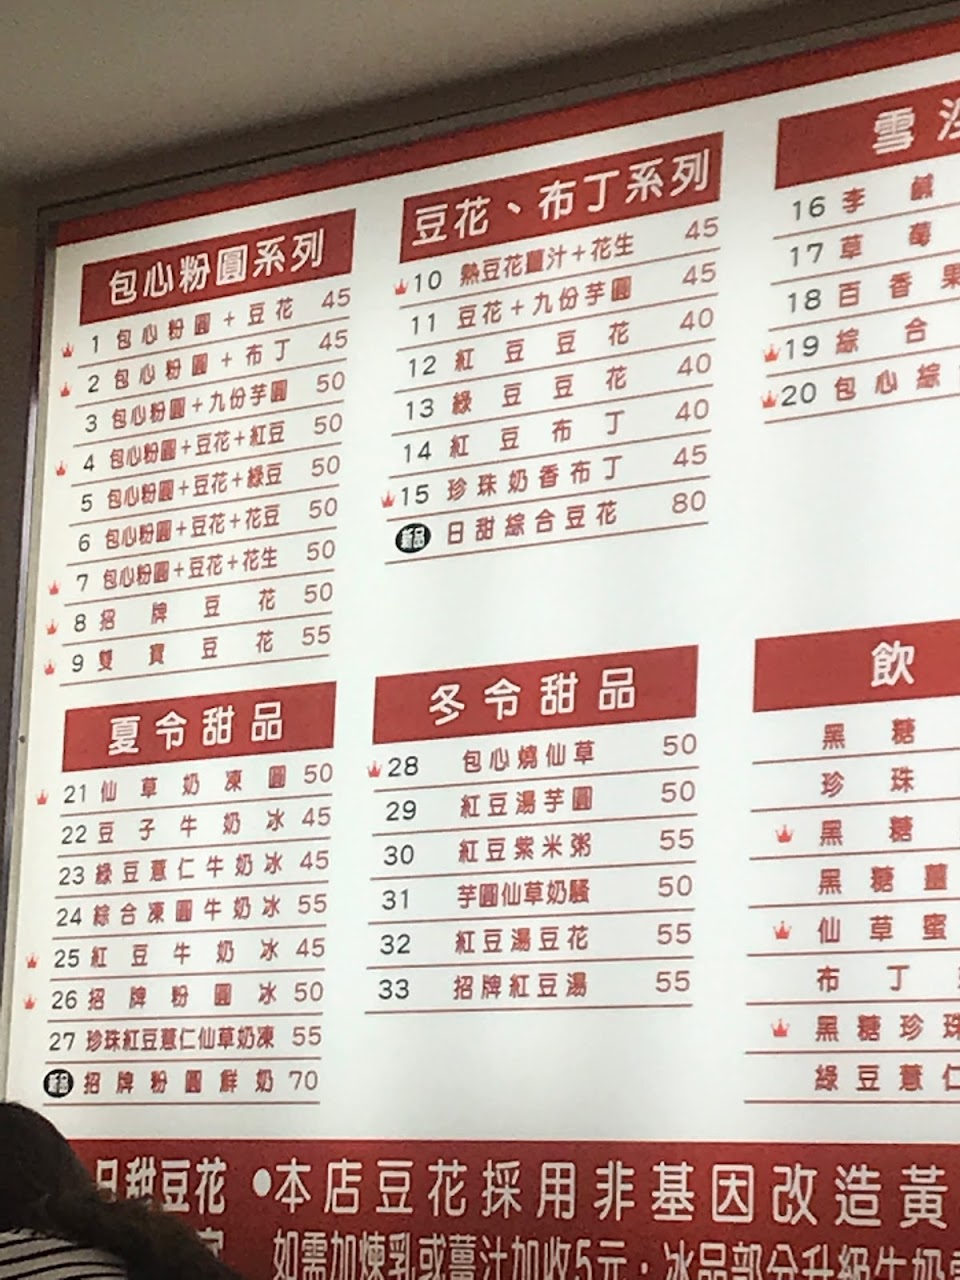 包心粉圓系列
1 包心粉圓+豆花 45
2 包心粉圓+布丁 45
3 包心粉圓+九份芋圓 50
4 包心粉圓+豆花+紅豆 50
5 包心粉圓+豆花+綠豆 50
6 包心粉圓+豆花+花豆 50
7 包心粉圓+豆花+花生 50
8 招牌豆花 50
9 雙寶豆花 55
豆花、布丁系列
10 熱豆花薑汁+花生 45
11 豆花+九份芋圓 45
12 紅豆豆花 40
13 綠豆豆花 40
14 紅豆布丁 40
15 珍珠奶香布丁 45
新品 日甜綜合豆花 80
雪
16 李鹹
17 草莓
18 百香果
19 綜合
20 包心綜
夏令甜品
21 仙草奶凍圓 50
22 豆子牛奶冰 45
23 綠豆薏仁牛奶冰 45
24 綜合凍圓牛奶冰 55
25 紅豆牛奶冰 45
26 招牌粉圓冰 50
27 珍珠紅豆薏仁仙草奶凍 55
新品 招牌粉圓鮮奶 70
冬令甜品
28 包心燒仙草 50
29 紅豆湯芋圓 50
30 紅豆紫米粥 55
31 芋圓仙草奶騷 50
32 紅豆湯豆花 55
33 招牌紅豆湯 55
飲
黑糖
珍珠
黑糖
黑糖薑
仙草蜜
布丁
黑糖珍珠
綠豆薏仁
日甜豆花
●本店豆花採用非基因改造黃
如需加煉乳或薑汁加收5元，冰品部分升級牛奶